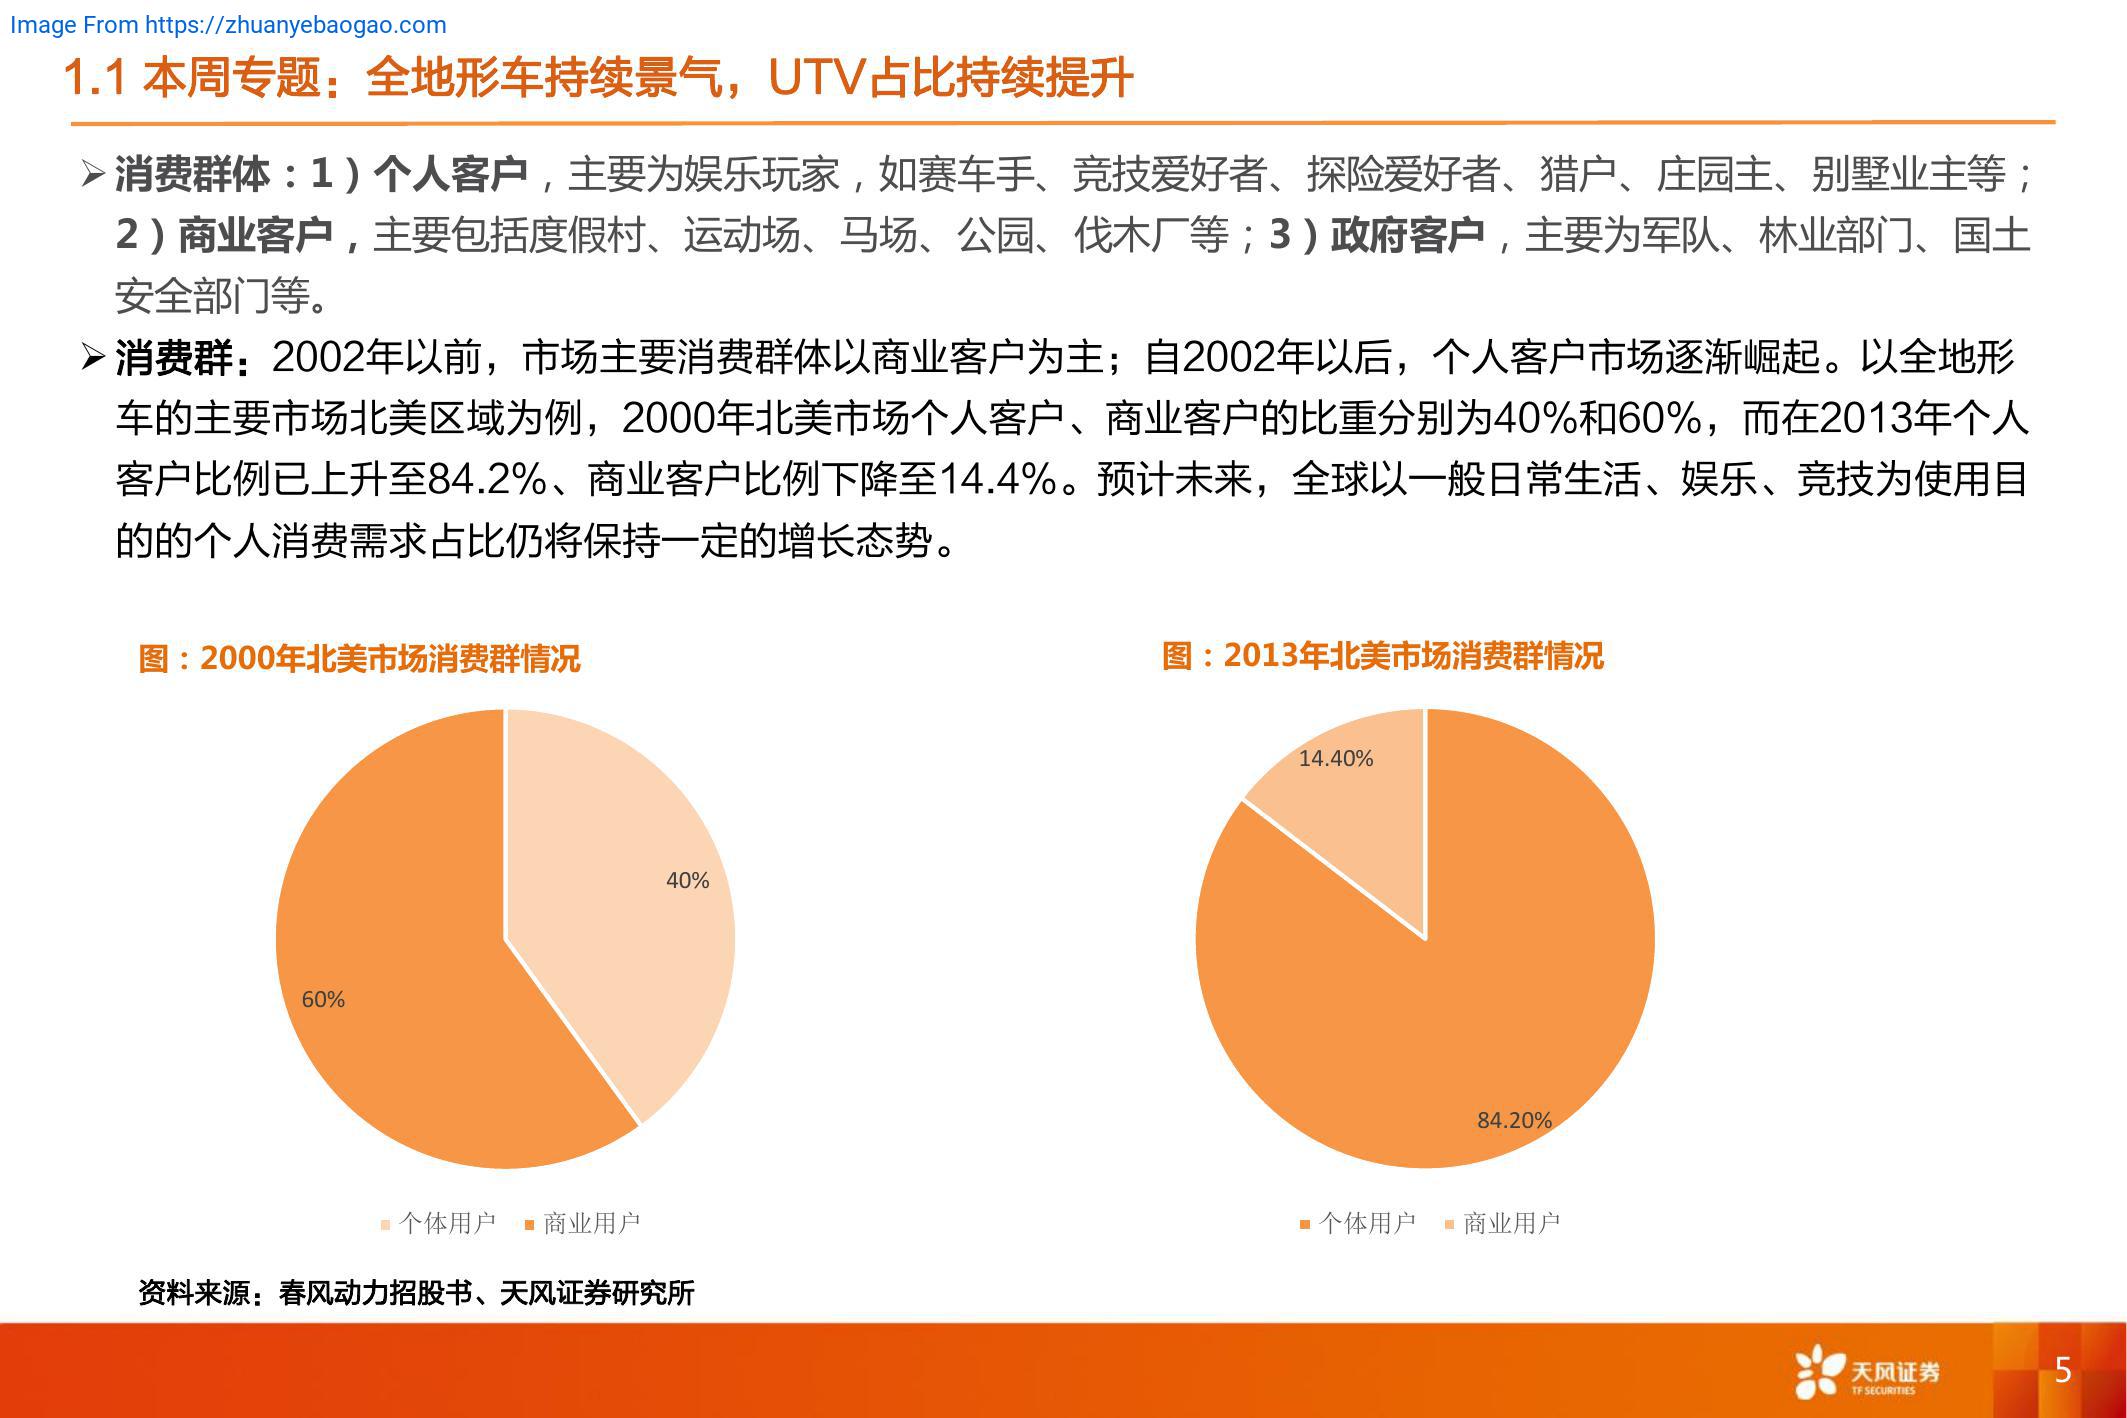 Image From https://zhuanyebaogao.com
1.1 本周专题：全地形车持续景气，UTV占比持续提升
➢消费群体：1）个人客户，主要为娱乐玩家，如赛车手、竞技爱好者、探险爱好者、猎户、庄园主、别墅业主等；
2）商业客户，主要包括度假村、运动场、马场、公园、伐木厂等；3）政府客户，主要为军队、林业部门、国土
安全部门等。
➢消费群：2002年以前，市场主要消费群体以商业客户为主；自2002年以后，个人客户市场逐渐崛起。以全地形
车的主要市场北美区域为例，2000年北美市场个人客户、商业客户的比重分别为40%和60%，而在2013年个人
客户比例已上升至84.2%、商业客户比例下降至14.4%。预计未来，全球以一般日常生活、娱乐、竞技为使用目
的的个人消费需求占比仍将保持一定的增长态势。
图：2000年北美市场消费群情况
40%
60%
个体用户 商业用户
图：2013年北美市场消费群情况
14.40%
84.20%
个体用户 商业用户
资料来源：春风动力招股书、天风证券研究所
天风证券
TF SECURITIES
5